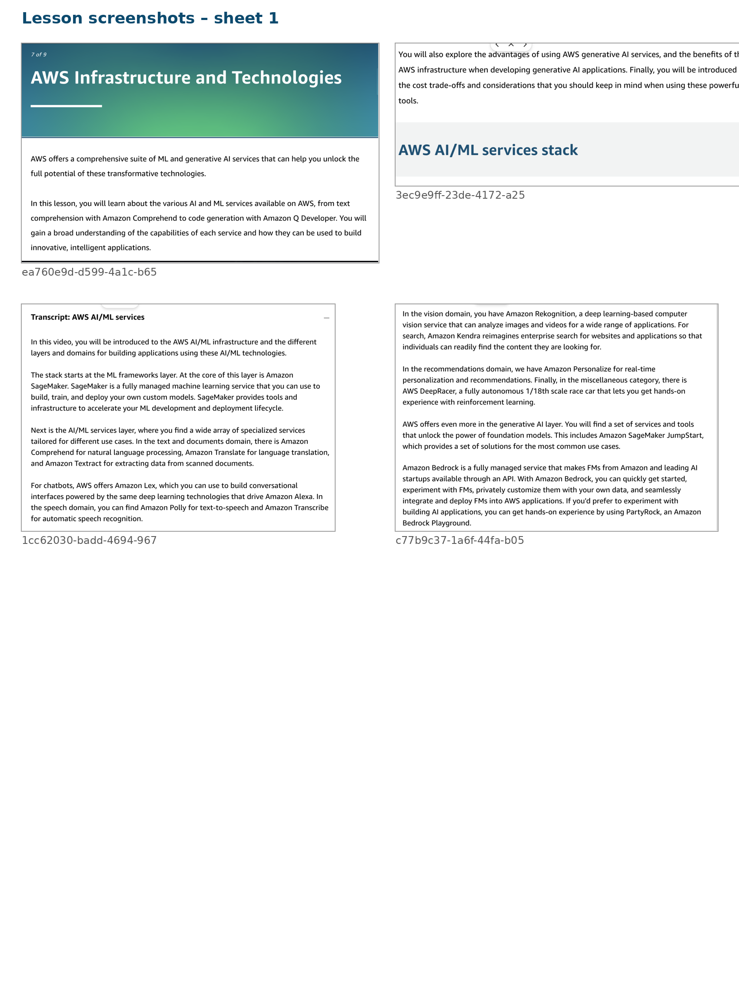 Lesson screenshots – sheet 1
7 of 9
AWS Infrastructure and Technologies
AWS offers a comprehensive suite of ML and generative AI services that can help you unlock the
full potential of these transformative technologies.
In this lesson, you will learn about the various AI and ML services available on AWS, from text
comprehension with Amazon Comprehend to code generation with Amazon Q Developer. You will
gain a broad understanding of the capabilities of each service and how they can be used to build
innovative, intelligent applications.
ea760e9d-d599-4a1c-b65
You will also explore the advantages of using AWS generative AI services, and the benefits of
AWS infrastructure when developing generative AI applications. Finally, you will be introduced
the cost trade-offs and considerations that you should keep in mind when using these
tools.
AWS AI/ML services stack
3ec9e9ff-23de-4172-a25
Transcript: AWS AI/ML services
In this video, you will be introduced to the AWS AI/ML infrastructure and the different
layers and domains for building applications using these AI/ML technologies.
The stack starts at the ML frameworks layer. At the core of this layer is Amazon
SageMaker. SageMaker is a fully managed machine learning service that you can use to
build, train, and deploy your own custom models. SageMaker provides tools and
infrastructure to accelerate your ML development and deployment lifecycle.
Next is the AI/ML services layer, where you find a wide array of specialized services
tailored for different use cases. In the text and documents domain, there is Amazon
Comprehend for natural language processing, Amazon Translate for language translation,
and Amazon Textract for extracting data from scanned documents.
For chatbots, AWS offers Amazon Lex, which you can use to build conversational
interfaces powered by the same deep learning technologies that drive Amazon Alexa. In
the speech domain, you can find Amazon Polly for text-to-speech and Amazon Transcribe
for automatic speech recognition.
1cc62030-badd-4694-967
In the vision domain, you have Amazon Rekognition, a deep learning-based computer
vision service that can analyze images and videos for a wide range of applications. For
search, Amazon Kendra reimagines enterprise search for websites and applications so that
individuals can readily find the content they are looking for.
In the recommendations domain, we have Amazon Personalize for real-time
personalization and recommendations. Finally, in the miscellaneous category, there is
AWS DeepRacer, a fully autonomous 1/18th scale race car that lets you get hands-on
experience with reinforcement learning.
AWS offers even more in the generative AI layer. You will find a set of services and tools
that unlock the power of foundation models. This includes Amazon SageMaker JumpStart,
which provides a set of solutions for the most common use cases.
Amazon Bedrock is a fully managed service that makes FMs from Amazon and leading AI
startups available through an API. With Amazon Bedrock, you can quickly get started,
experiment with FMs, privately customize them with your own data, and seamlessly
integrate and deploy FMs into AWS applications. If you'd prefer to experiment with
building AI applications, you can get hands-on experience by using PartyRock, an Amazon
Bedrock Playground.
c77b9c37-1a6f-44fa-b05